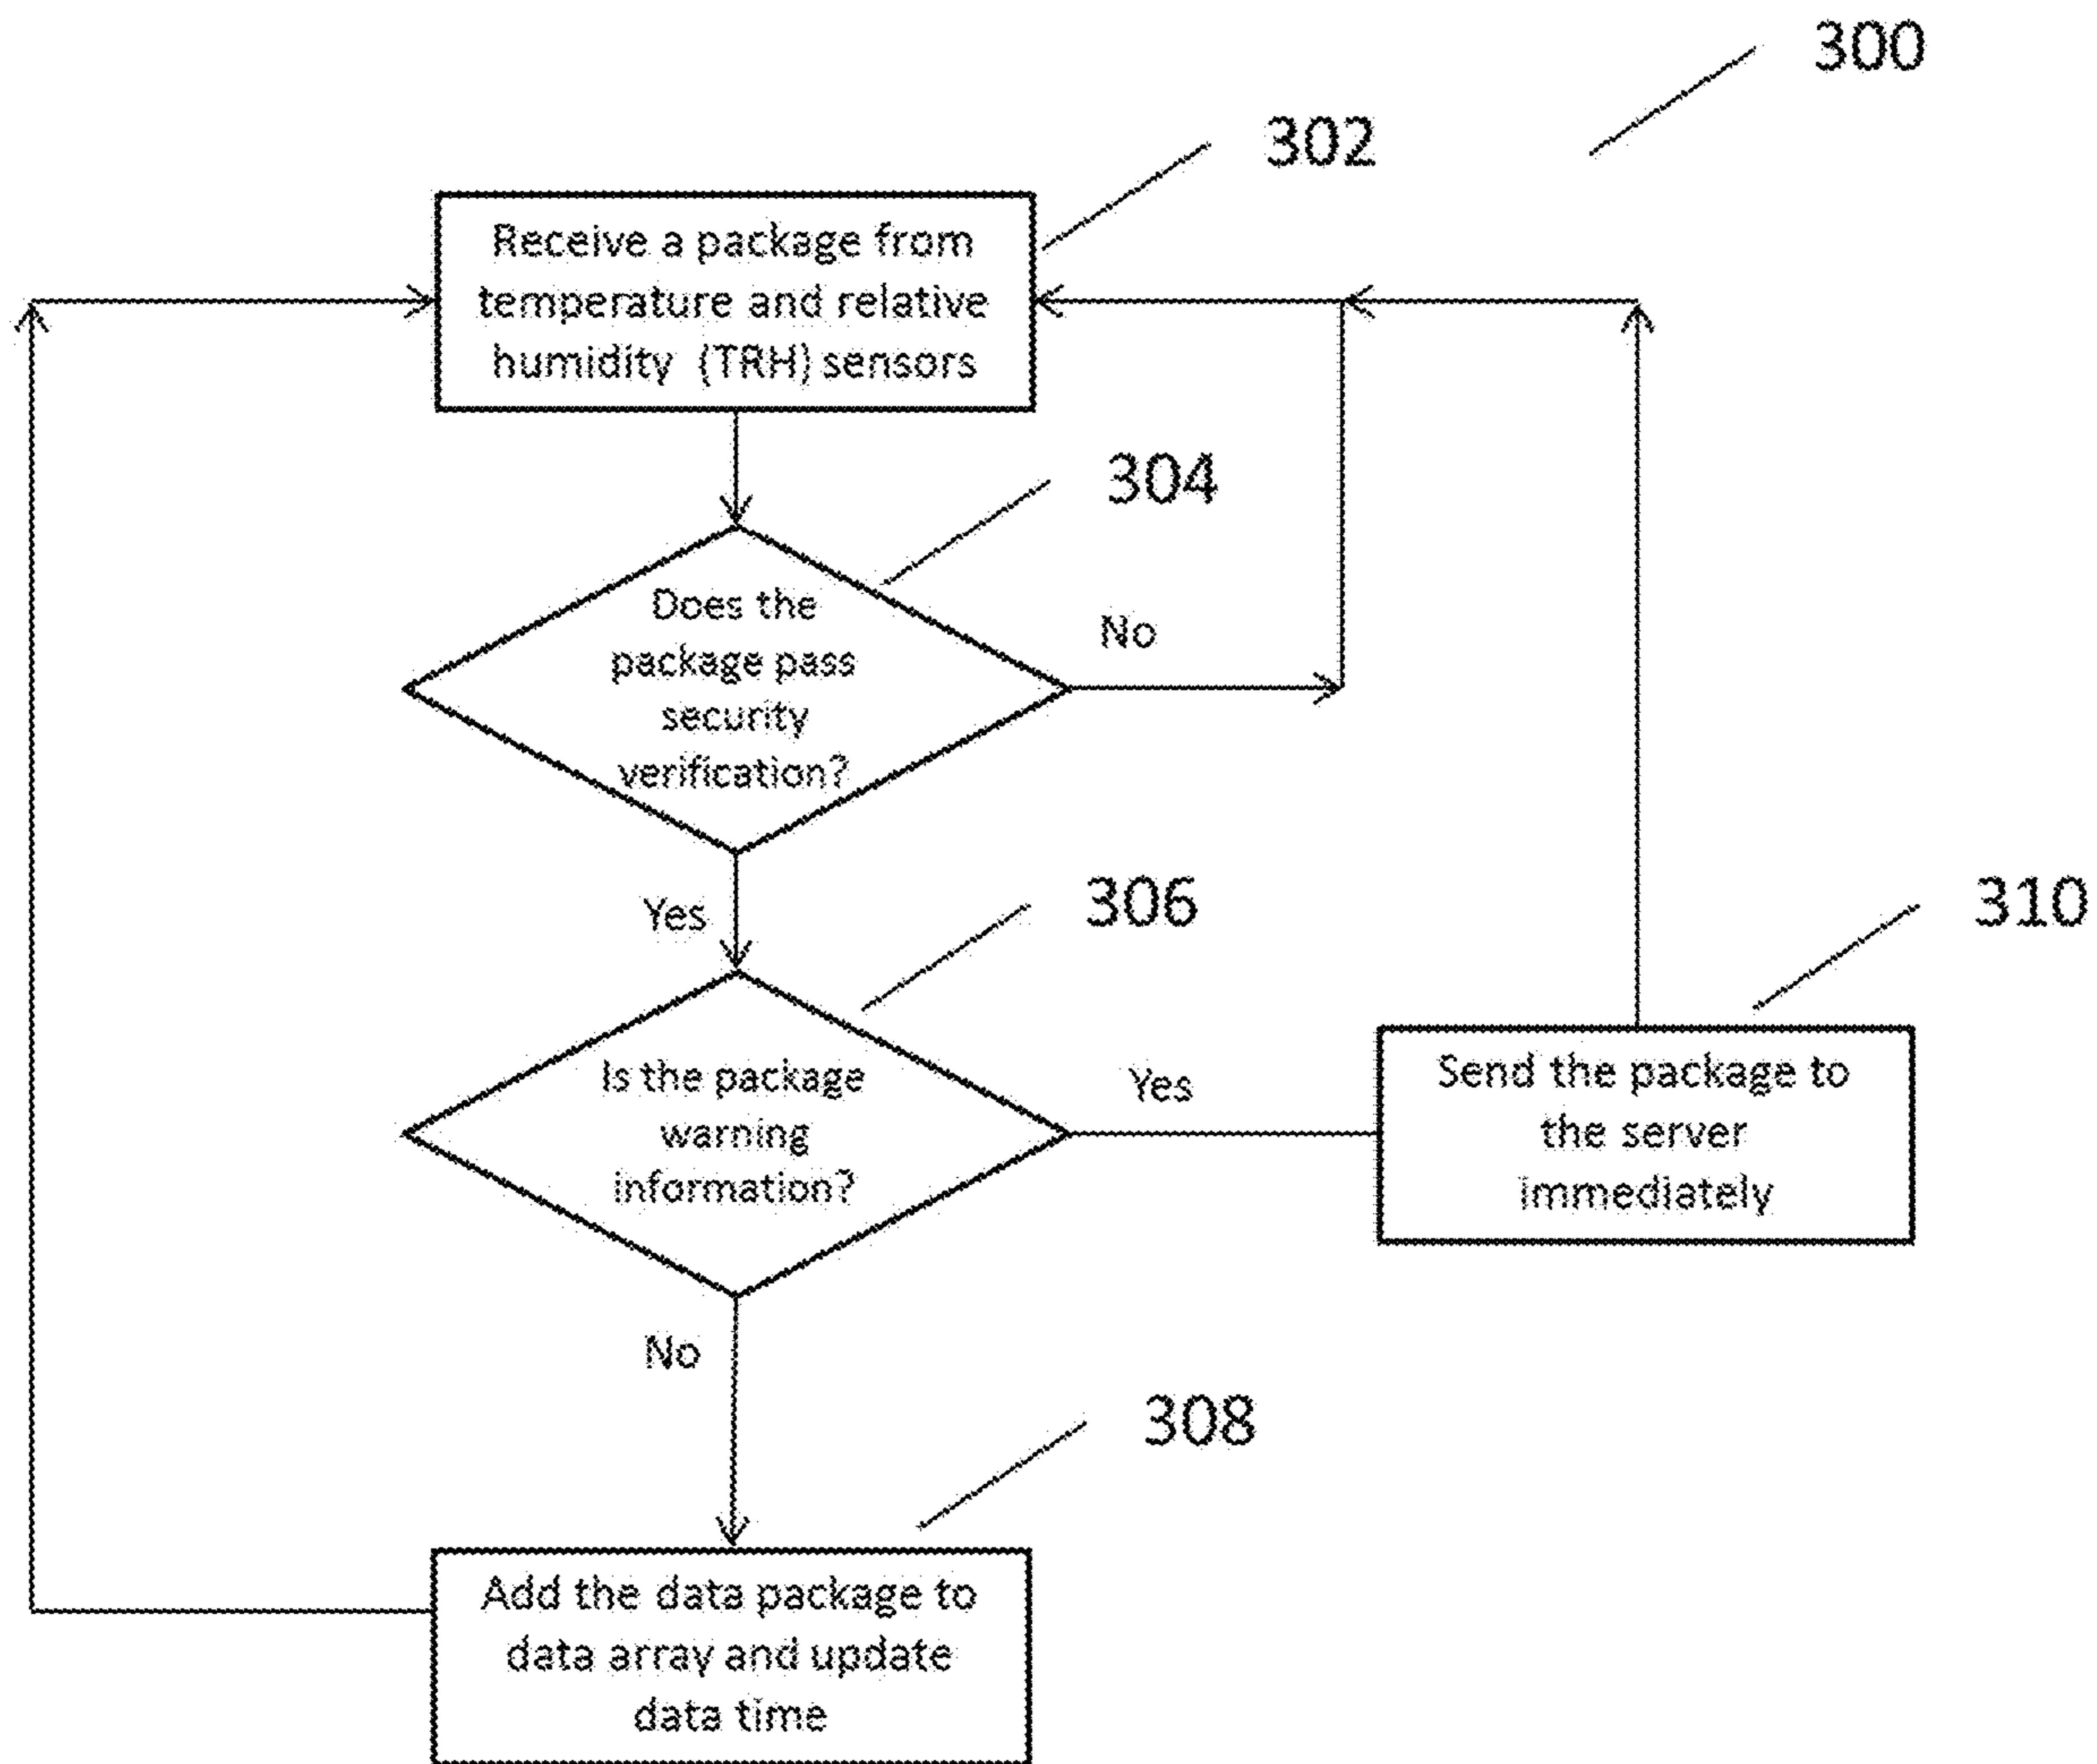 300
302
Receive a package from
temperature and relative
humidity (TRH) sensors
304
Does the
package pass
security
verification?
No
Yes
306
310
Is the package
warning
information?
Yes
Send the package to
the server
immediately
No
308
Add the data package to
data array and update
data time